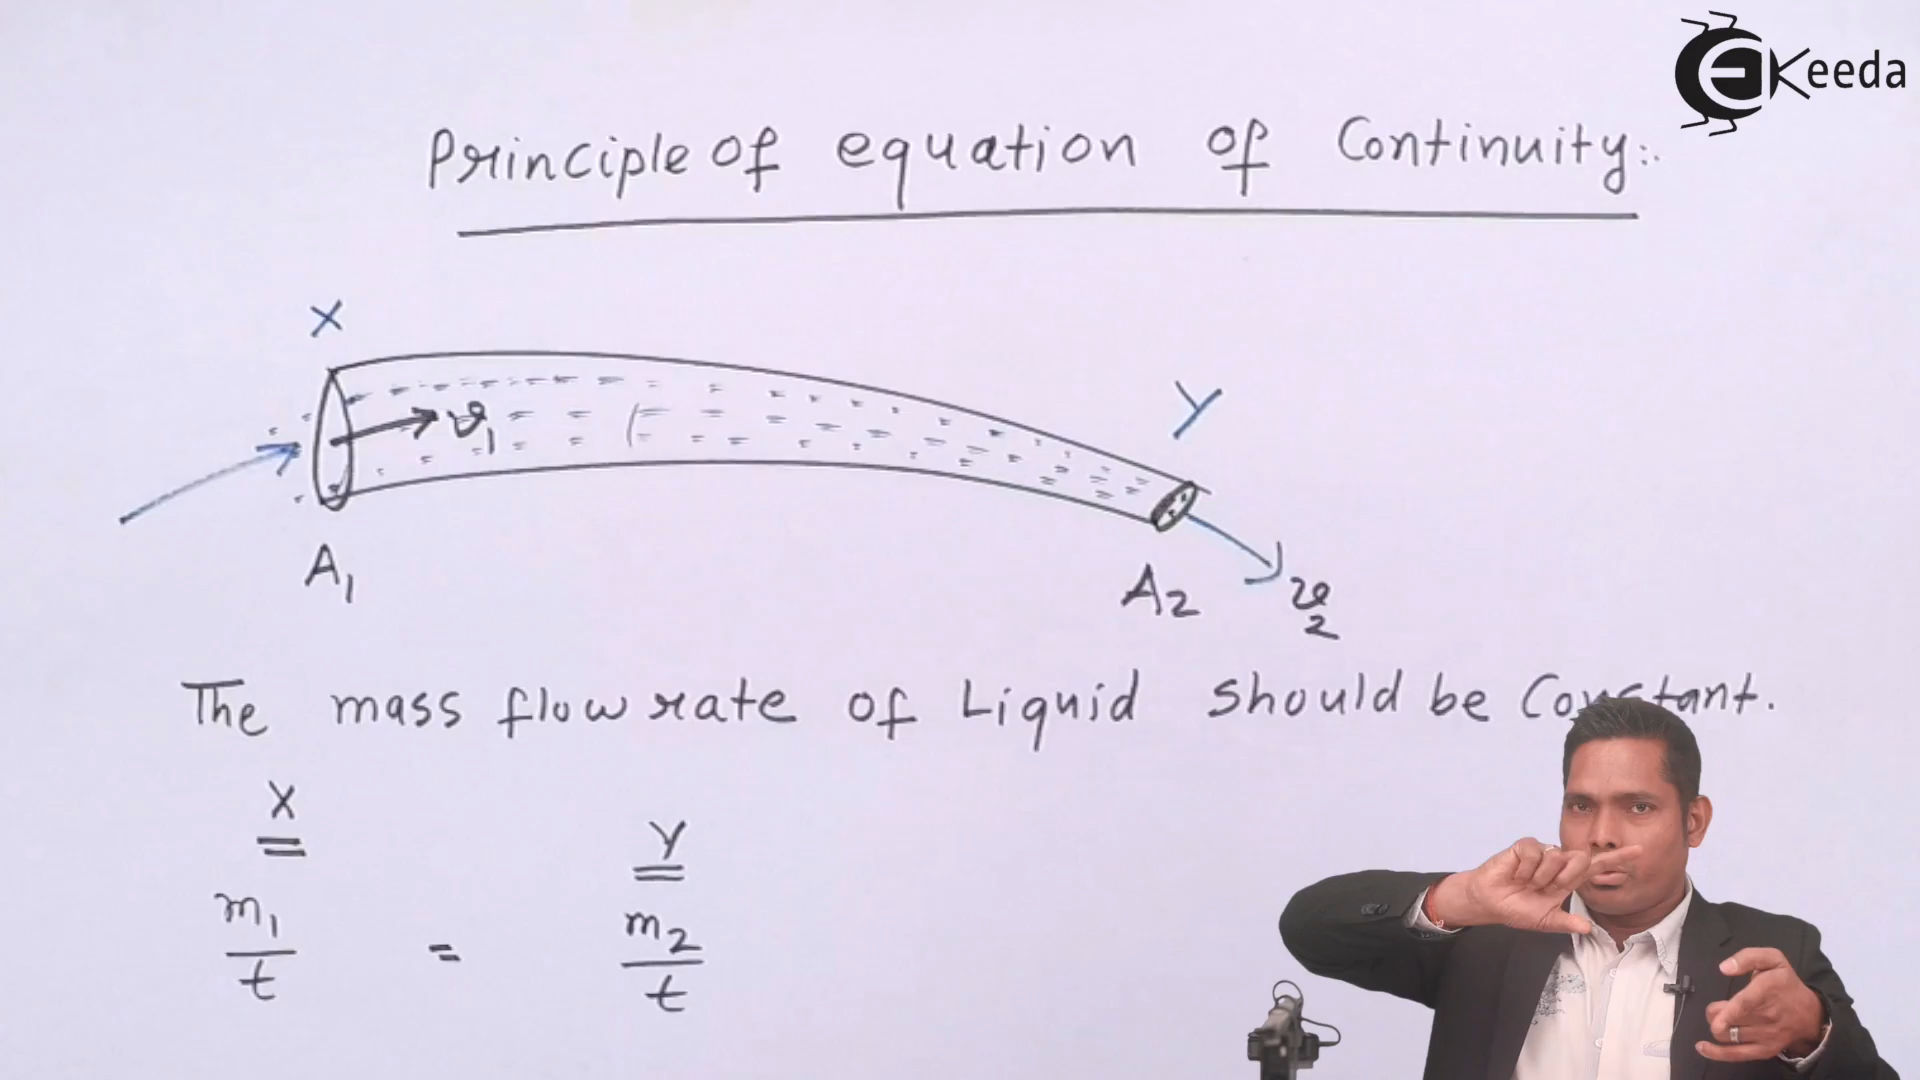 EKeeda
Principle of equation of Continuity:.
X
Y
v1
A1
A2
v2
The mass flow rate of Liquid should be Constant.
X
Y
m1/t = m2/t